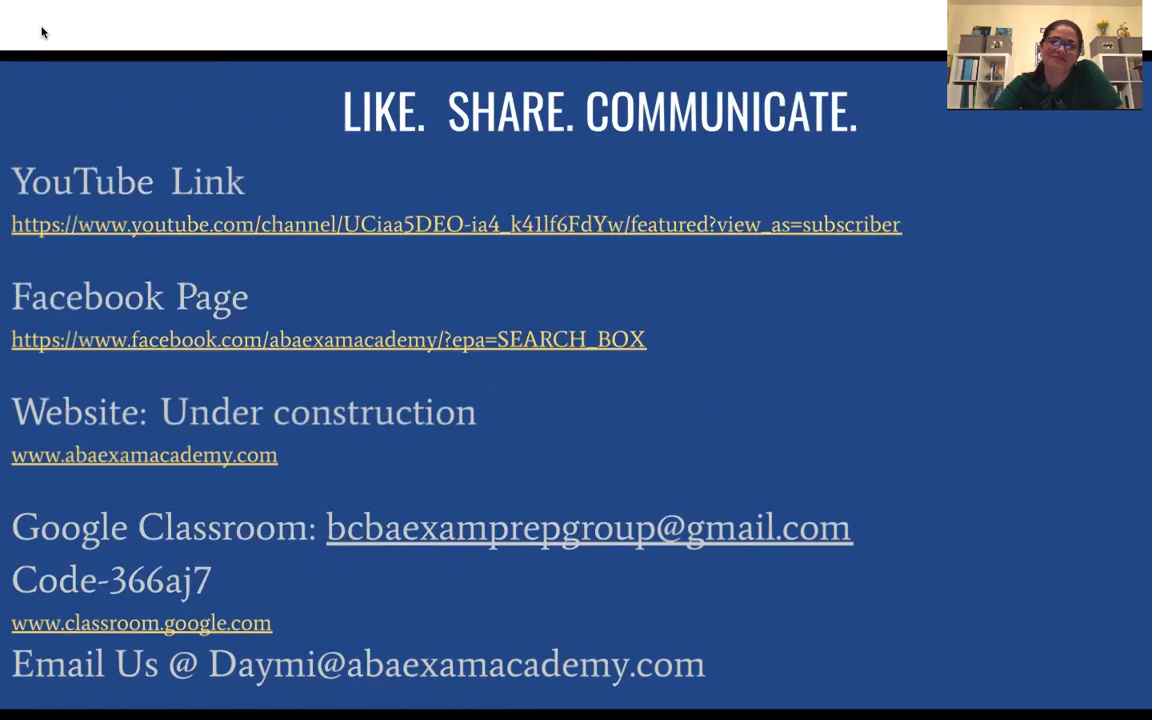 LIKE. SHARE. COMMUNICATE.
YouTube Link
https://www.youtube.com/channel/UCiaa5DEO-ia4_k41lf6FdYw/featured?view_as=subscriber
Facebook Page
https://www.facebook.com/abaexamacademy/?epa=SEARCH_BOX
Website: Under construction
www.abaexamacademy.com
Google Classroom: bcbaexamprepgroup@gmail.com
Code-366aj7
www.classroom.google.com
Email Us @ Daymi@abaexamacademy.com